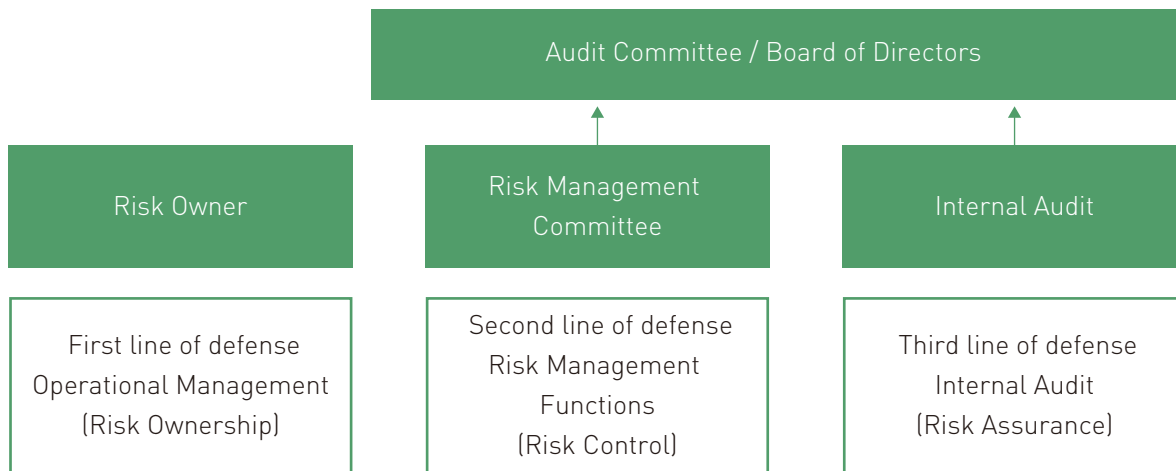 Audit Committee / Board of Directors
Risk Owner
Risk Management
Committee
Internal Audit
First line of defense
Operational Management
(Risk Ownership)
Second line of defense
Risk Management
Functions
(Risk Control)
Third line of defense
Internal Audit
(Risk Assurance)